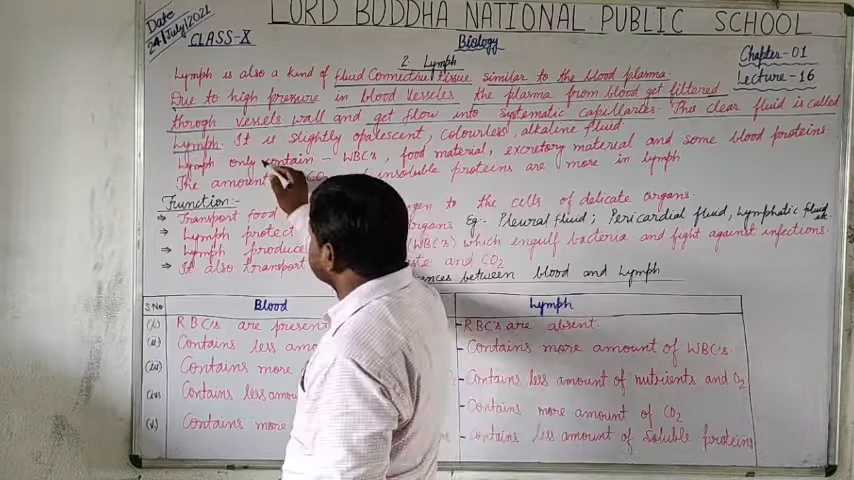 LORD BUDDHA NATIONAL PUBLIC SCHOOL
Date
24/July/2021
CLASS-X
Biology
Chapter-01
Lecture-16
2. Lymph
Lymph is also a kind of fluid Connective tissue similar to the blood plasma.
Due to high pressure in blood vesseles the plasma from blood get filtered
throgh vessels wall and get flow into systematic capillaries. This clear fluid is called
Lymph. It is slightly opalescent, colourless, alkaline fluid
Lymph only contain - WBC's, food material, excretory material and some blood proteins
The amount CO2 insoluble proteins are more in lymph
Function:-
⇒ Transport food to the cells of delicate organs.
⇒ Lymph protect organs Eg:- Pleural fluid; Pericardial fluid, Lymphatic fluid etc
⇒ Lymph produce (WBC's) which engulf bacteria and fight against infections.
⇒ It also transport and CO2
between blood and Lymph
S.No Blood Lymph
(i) RBC's are present - RBC's are absent.
(ii) Contains less - Contains more amount of WBC's.
(iii) Contains more - Contains less amount of nutrients and O2
(iv) Contains less - Contains more amount of CO2
(v) Contains more - Contains less amount of Soluble proteins